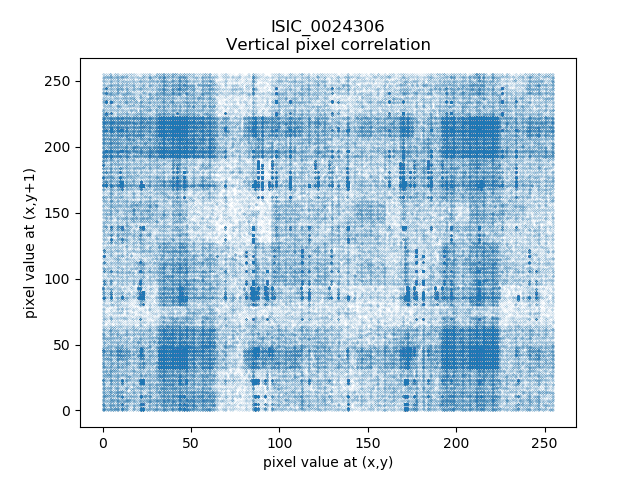 ISIC_0024306
Vertical pixel correlation
pixel value at (x,y+1)
250
200
150
100
50
0
0 50 100 150 200 250
pixel value at (x,y)